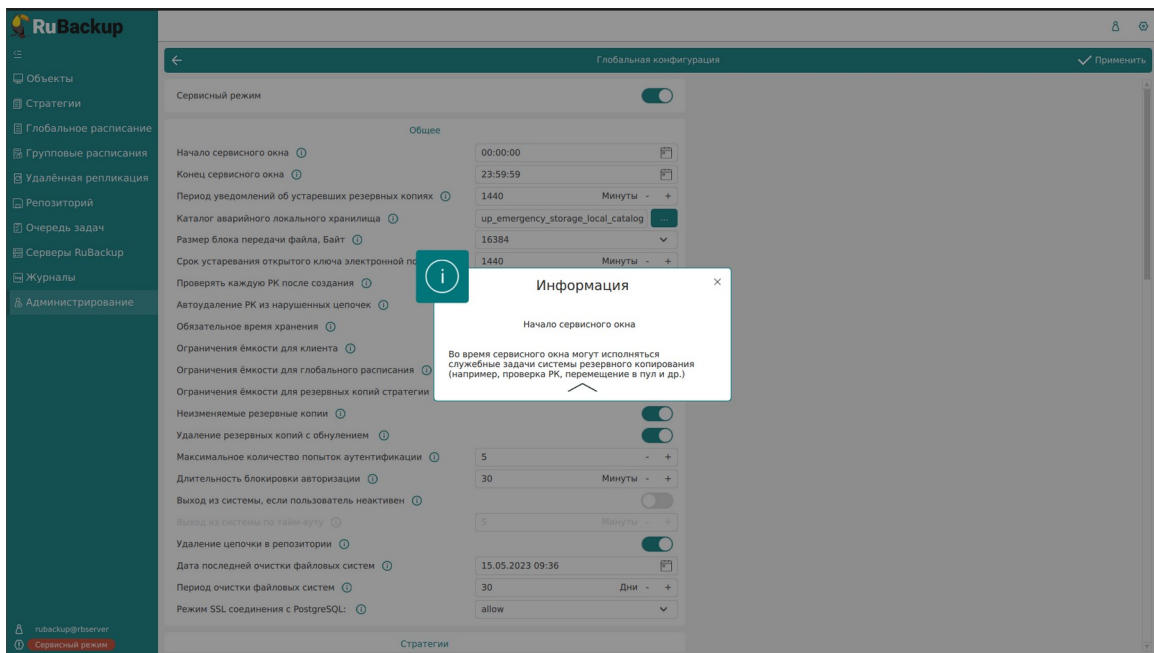 RuBackup
Объекты
Стратегии
Глобальное расписание
Групповые расписания
Удалённая репликация
Репозиторий
Очередь задач
Серверы RuBackup
Журналы
Администрирование
rubackup@rbserver
Сервисный режим
Глобальная конфигурация
Применить
Сервисный режим
Общее
Начало сервисного окна 00:00:00
Конец сервисного окна 23:59:59
Период уведомлений об устаревших резервных копиях 1440 Минуты - +
Каталог аварийного локального хранилища up_emergency_storage_local_catalog ...
Размер блока передачи файла, Байт 16384
Срок устаревания открытого ключа электронной 1440 Минуты - +
Проверять каждую РК после создания
Автоудаление РК из нарушенных цепочек
Обязательное время хранения
Ограничения ёмкости для клиента
Ограничения ёмкости для глобального расписания
Ограничения ёмкости для резервных копий стратегии
Неизменяемые резервные копии
Удаление резервных копий с обнулением
Максимальное количество попыток аутентификации 5 - +
Длительность блокировки авторизации 30 Минуты - +
Выход из системы, если пользователь неактивен
Выход из системы по тайм-ауту 5 Минуты - +
Удаление цепочки в репозитории
Дата последней очистки файловых систем 15.05.2023 09:36
Период очистки файловых систем 30 Дни - +
Режим SSL соединения с PostgreSQL: allow
Стратегии
Информация
Начало сервисного окна
Во время сервисного окна могут исполняться
служебные задачи системы резервного копирования
(например, проверка РК, перемещение в пул и др.)